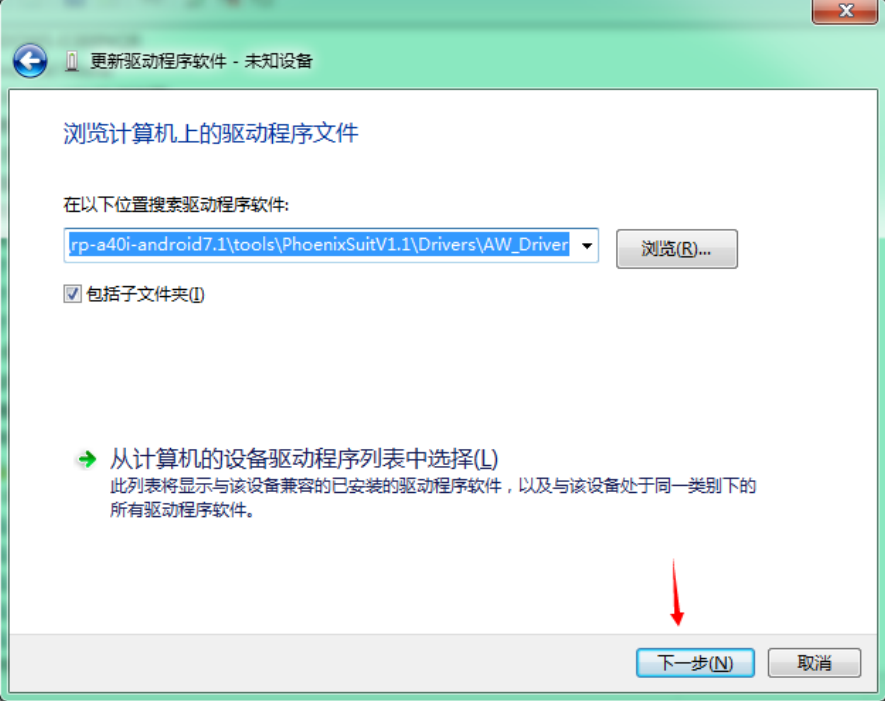 更新驱动程序软件 - 未知设备
浏览计算机上的驱动程序文件
在以下位置搜索驱动程序软件:
rp-a40i-android7.1\tools\PhoenixSuitV1.1\Drivers\AW_Driver
浏览(R)...
包括子文件夹(I)
从计算机的设备驱动程序列表中选择(L)
此列表将显示与该设备兼容的已安装的驱动程序软件，以及与该设备处于同一类别下的
所有驱动程序软件。
下一步(N)
取消